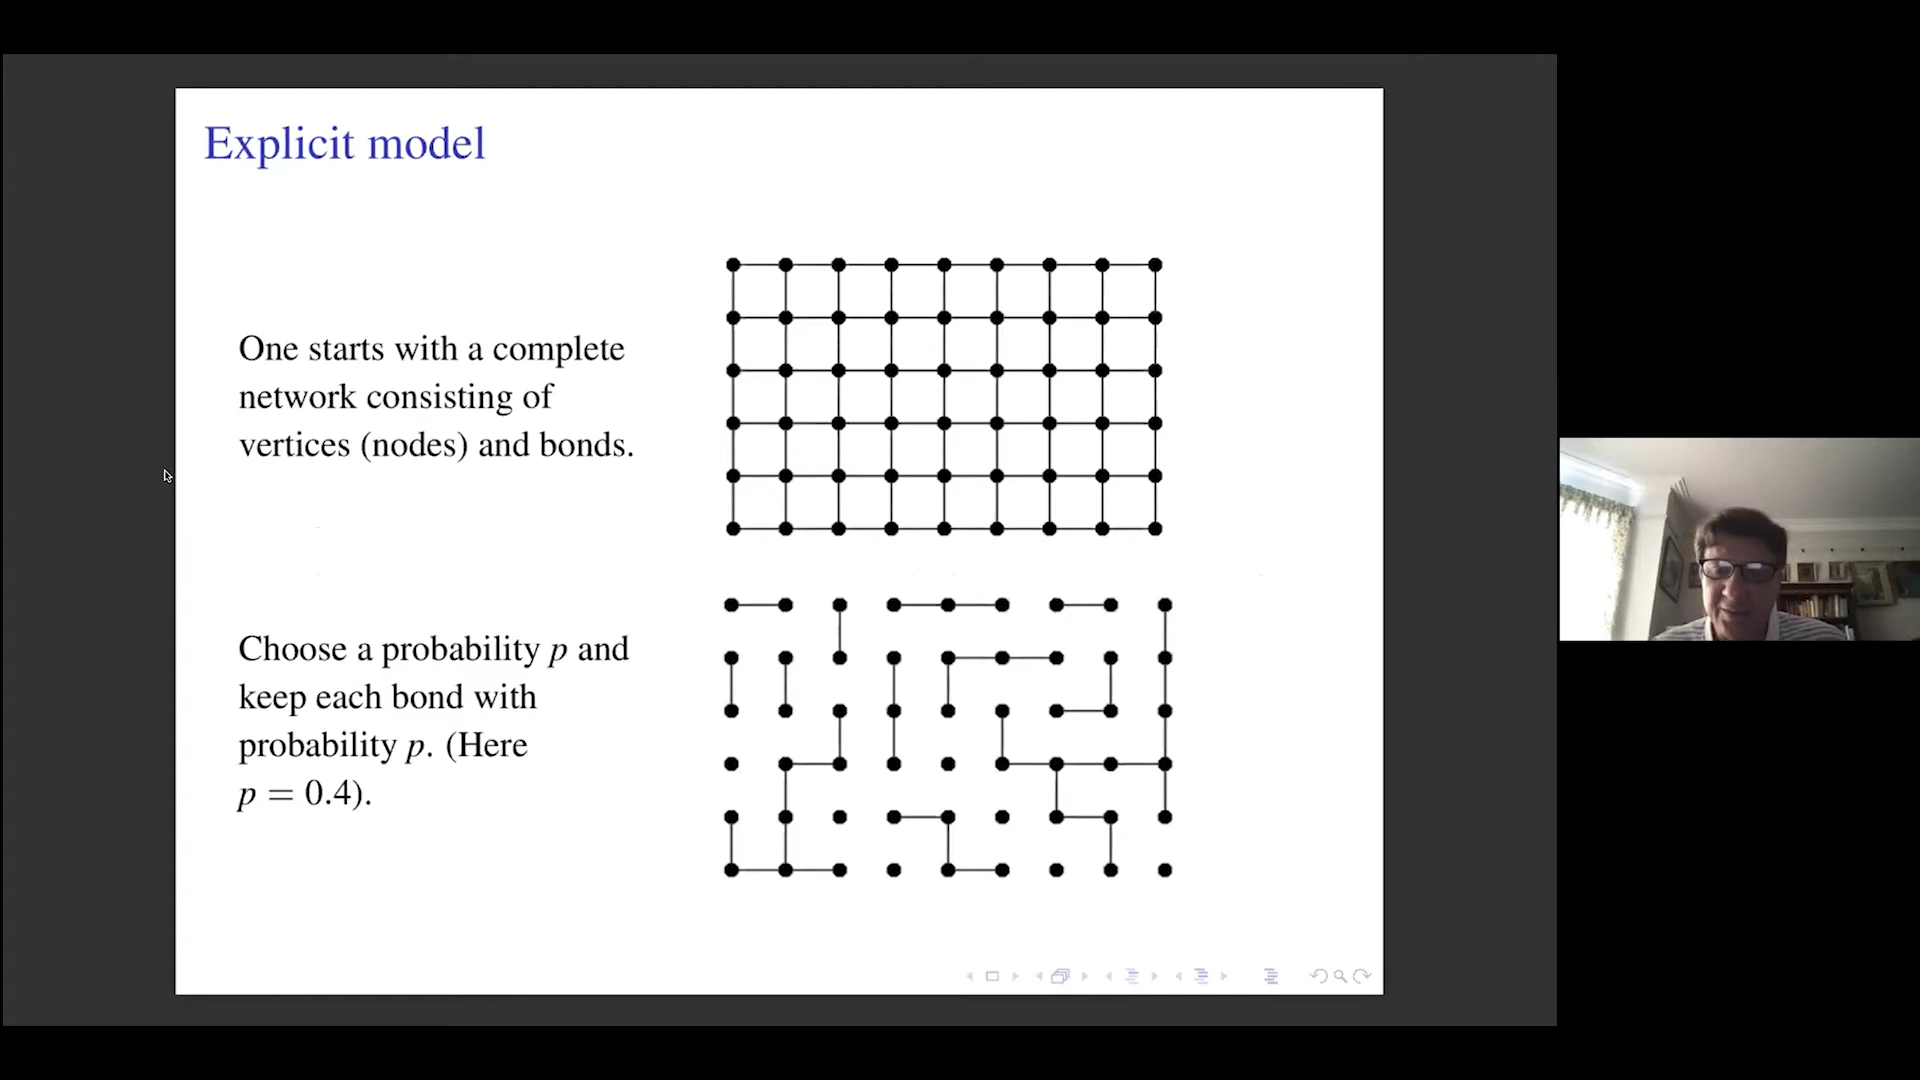 Explicit model
One starts with a complete
network consisting of
vertices (nodes) and bonds.
Choose a probability p and
keep each bond with
probability p. (Here
p = 0.4).